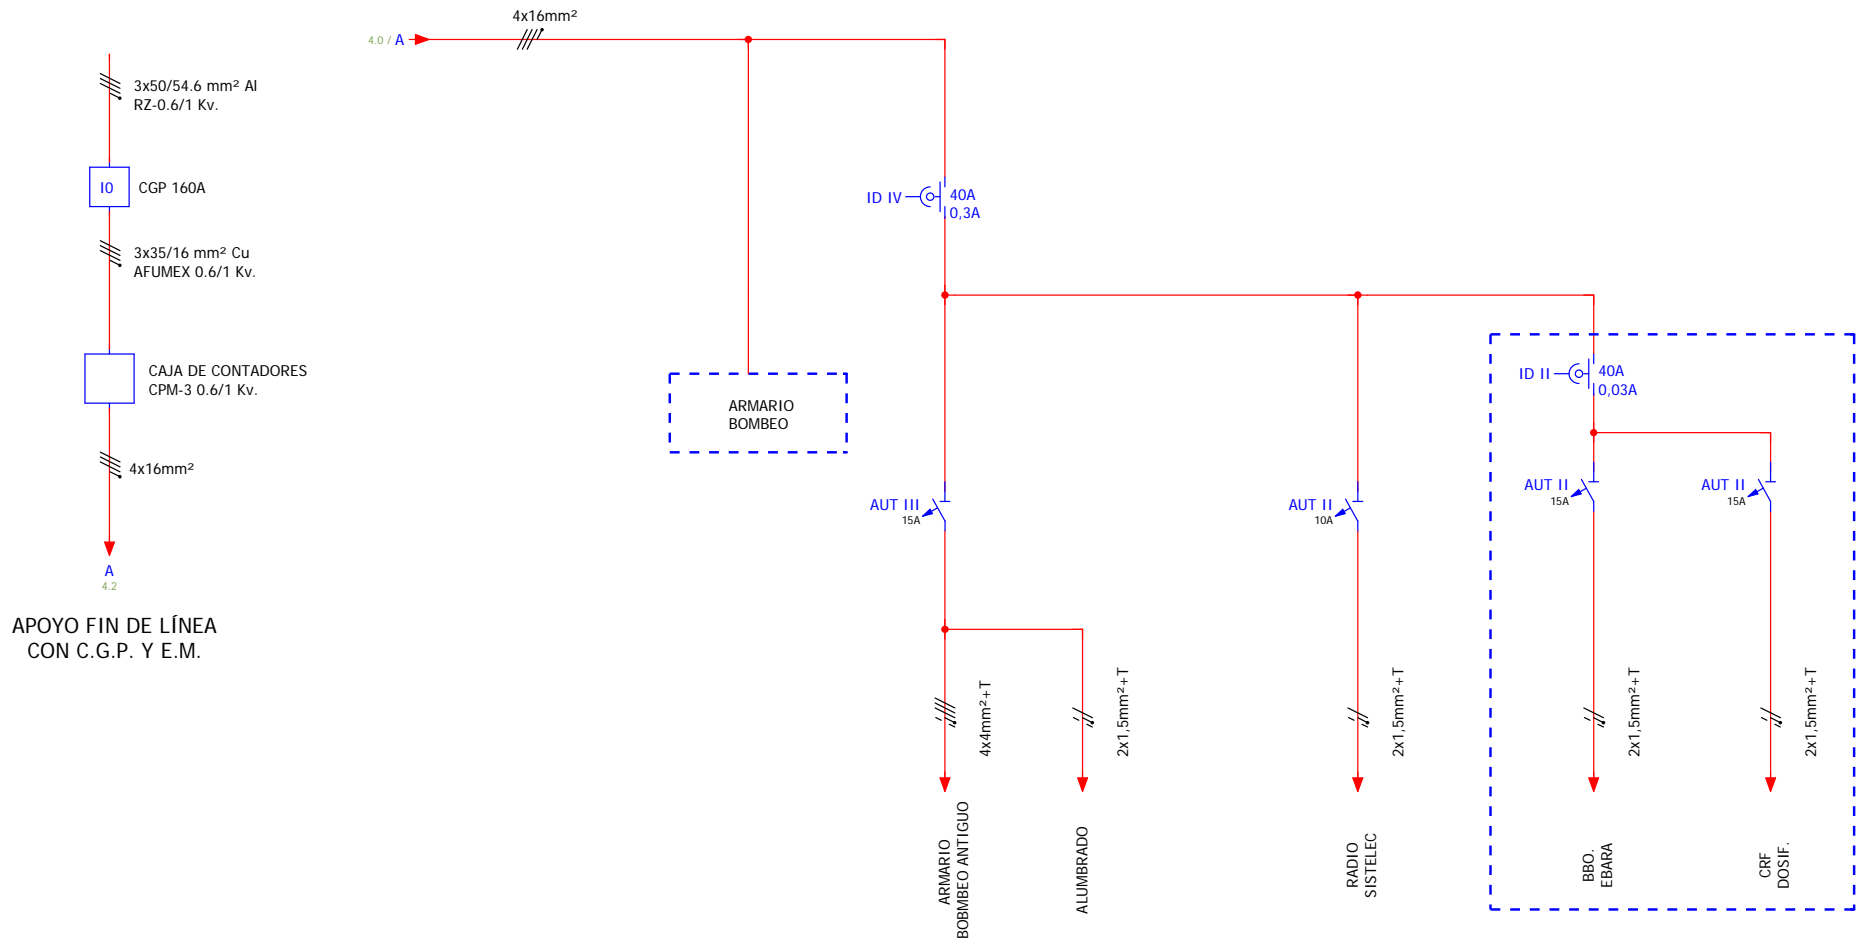 3x50/54.6 mm² Al
RZ-0.6/1 Kv.
I0
CGP 160A
3x35/16 mm² Cu
AFUMEX 0.6/1 Kv.
CAJA DE CONTADORES
CPM-3 0.6/1 Kv.
4x16mm²
A
4.2
APOYO FIN DE LÍNEA
CON C.G.P. Y E.M.
4.0 / A
4x16mm²
ARMARIO
BOMBEO
ID IV
40A
0,3A
AUT III
15A
4x4mm²+T
2x1,5mm²+T
ARMARIO
BOBMBEO ANTIGUO
ALUMBRADO
AUT II
10A
2x1,5mm²+T
RADIO
SISTELEC
ID II
40A
0,03A
AUT II
15A
AUT II
15A
2x1,5mm²+T
2x1,5mm²+T
BBO.
EBARA
CRF
DOSIF.